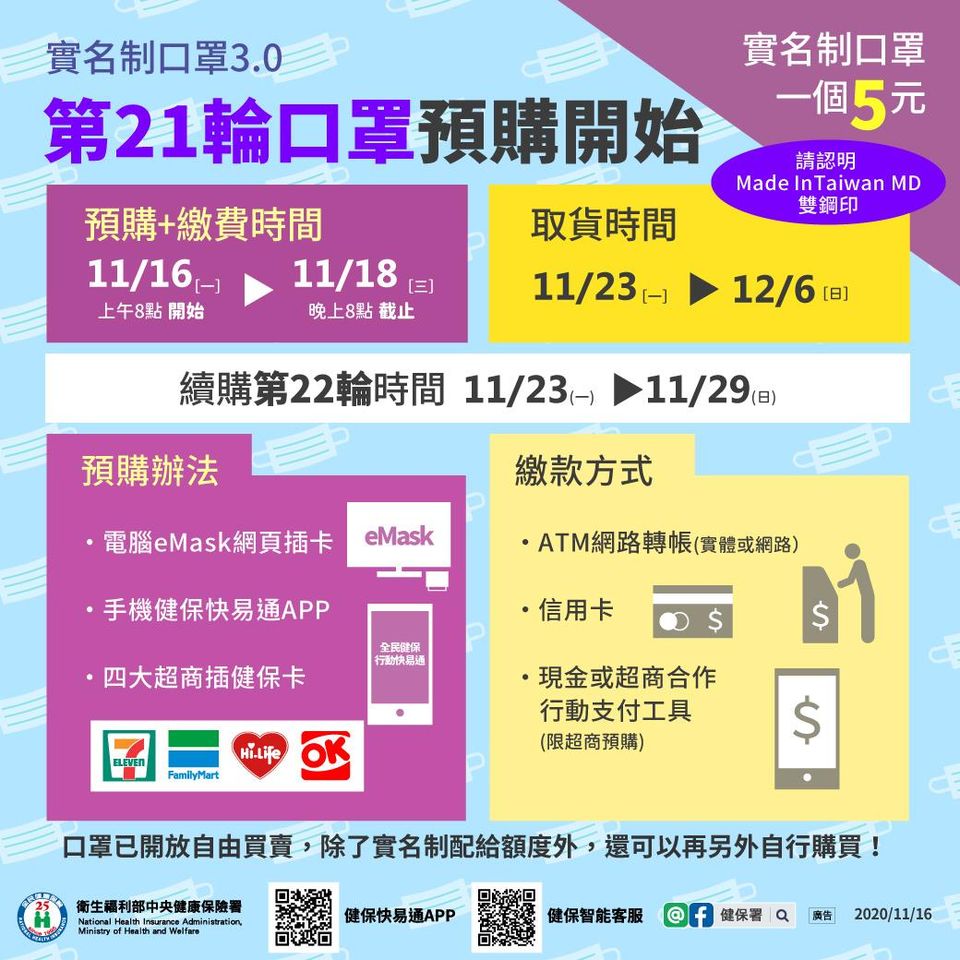 實名制口罩3.0
第21輪口罩預購開始
實名制口罩
一個5元
請認明
Made InTaiwan MD
雙鋼印
預購+繳費時間
11/16[一] ▶ 11/18 [三]
上午8點 開始 晚上8點 截止
取貨時間
11/23[一] ▶ 12/6[日]
續購第22輪時間 11/23(一) ▶11/29(日)
預購辦法
・電腦eMask網頁插卡
eMask
・手機健保快易通APP
全民健保
行動快易通
・四大超商插健保卡
7
ELEVEn
FamilyMart
Hi-Life
OK
繳款方式
・ATM網路轉帳(實體或網路)
・信用卡
$
$
・現金或超商合作
行動支付工具
(限超商預購)
$
口罩已開放自由買賣，除了實名制配給額度外，還可以再另外自行購買！
25
衛生福利部中央健康保險署
National Health Insurance Administration,
Ministry of Health and Welfare
健保快易通APP
健保智能客服
@ f 健保署
廣告
2020/11/16